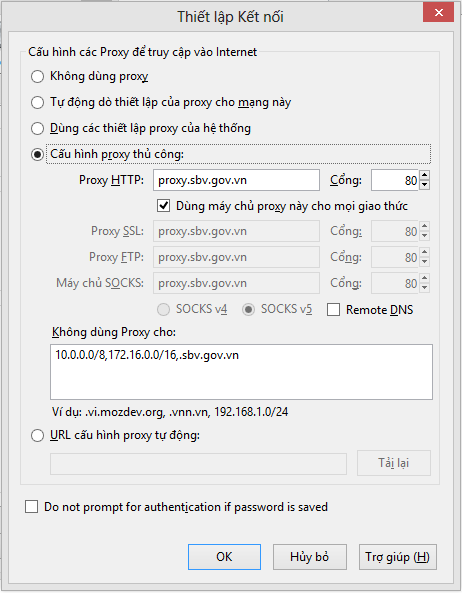 Thiết lập Kết nối
Cấu hình các Proxy để truy cập vào Internet
Không dùng proxy
Tự động dò thiết lập của proxy cho mạng này
Dùng các thiết lập proxy của hệ thống
Cấu hình proxy thủ công:
Proxy HTTP: proxy.sbv.gov.vn Cổng: 80
Dùng máy chủ proxy này cho mọi giao thức
Proxy SSL: proxy.sbv.gov.vn Cổng: 80
Proxy FTP: proxy.sbv.gov.vn Cổng: 80
Máy chủ SOCKS: proxy.sbv.gov.vn Cổng: 80
SOCKS v4 SOCKS v5 Remote DNS
Không dùng Proxy cho:
10.0.0.0/8,172.16.0.0/16,.sbv.gov.vn
Ví dụ: .vi.mozdev.org, .vnn.vn, 192.168.1.0/24
URL cấu hình proxy tự động:
Tải lại
Do not prompt for authentication if password is saved
OK Hủy bỏ Trợ giúp (H)